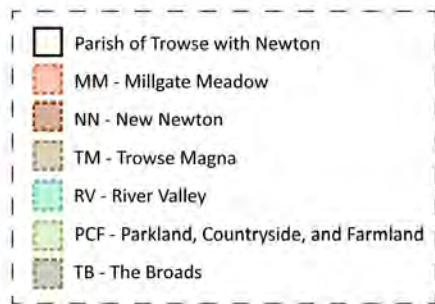 Parish of Trowse with Newton
MM - Millgate Meadow
NN - New Newton
TM - Trowse Magna
RV - River Valley
PCF - Parkland, Countryside, and Farmland
TB - The Broads